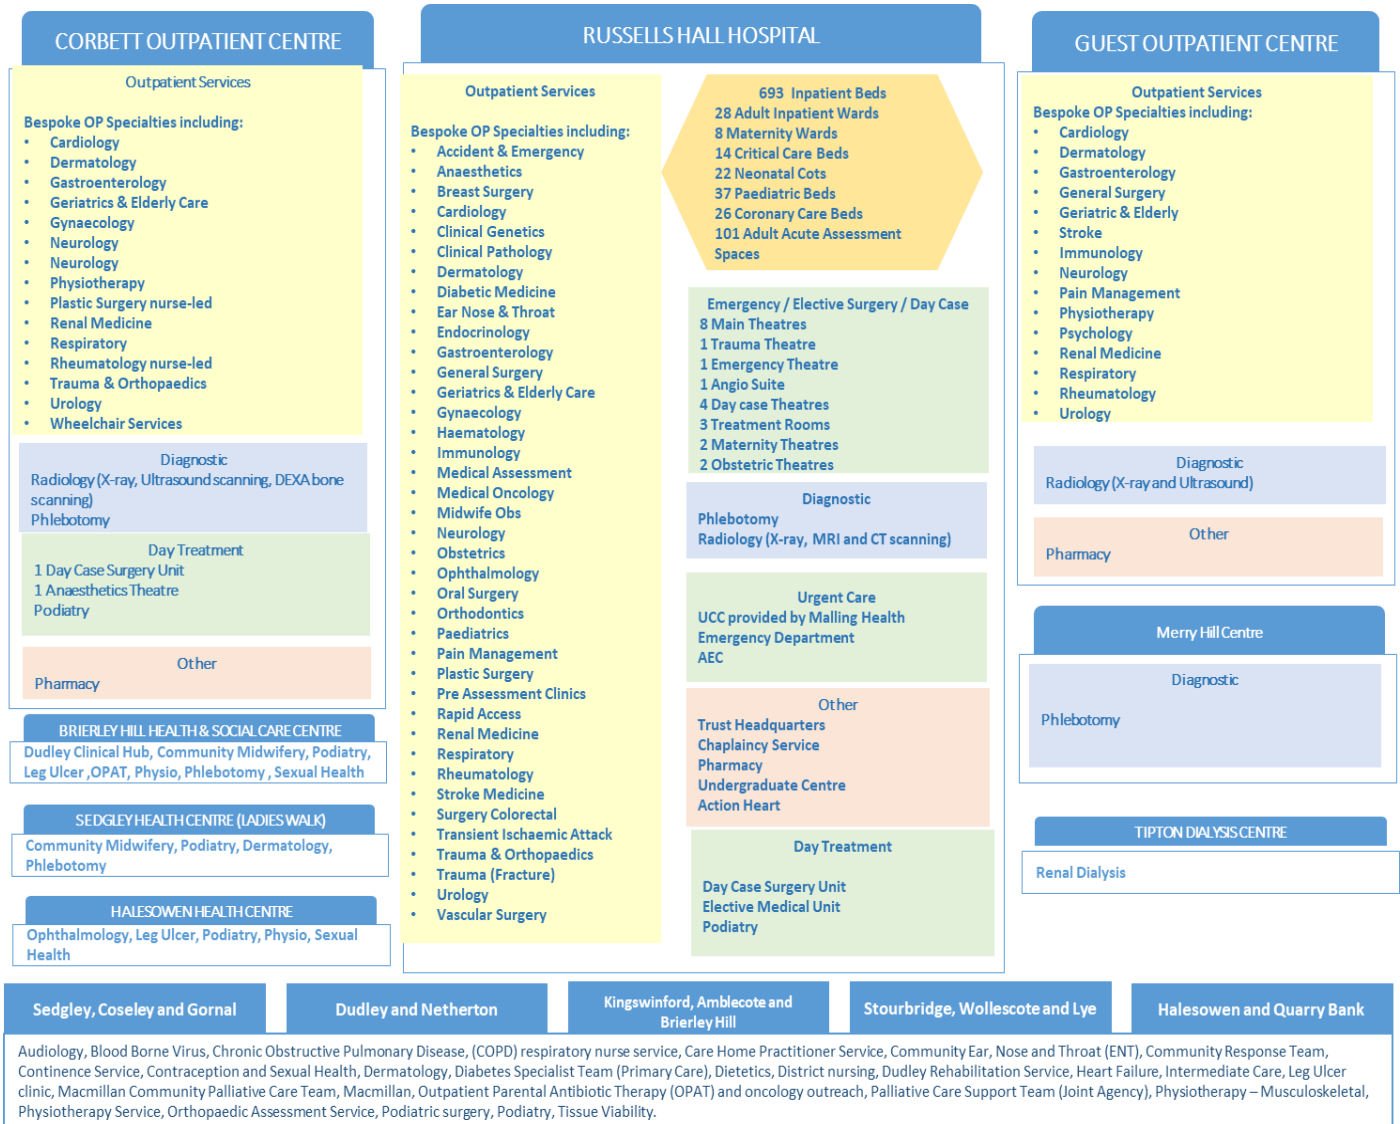 CORBETT OUTPATIENT CENTRE
Outpatient Services
Bespoke OP Specialties including:
• Cardiology
• Dermatology
• Gastroenterology
• Geriatrics & Elderly Care
• Gynaecology
• Neurology
• Neurology
• Physiotherapy
• Plastic Surgery nurse-led
• Renal Medicine
• Respiratory
• Rheumatology nurse-led
• Trauma & Orthopaedics
• Urology
• Wheelchair Services
Diagnostic
Radiology (X-ray, Ultrasound scanning, DEXA bone
scanning)
Phlebotomy
Day Treatment
1 Day Case Surgery Unit
1 Anaesthetics Theatre
Podiatry
Other
Pharmacy
BRIERLEY HILL HEALTH & SOCIAL CARE CENTRE
Dudley Clinical Hub, Community Midwifery, Podiatry,
Leg Ulcer ,OPAT, Physio, Phlebotomy , Sexual Health
SEDGLEY HEALTH CENTRE (LADIES WALK)
Community Midwifery, Podiatry, Dermatology,
Phlebotomy
HALESOWEN HEALTH CENTRE
Ophthalmology, Leg Ulcer, Podiatry, Physio, Sexual
Health
RUSSELLS HALL HOSPITAL
Outpatient Services
Bespoke OP Specialties including:
• Accident & Emergency
• Anaesthetics
• Breast Surgery
• Cardiology
• Clinical Genetics
• Clinical Pathology
• Dermatology
• Diabetic Medicine
• Ear Nose & Throat
• Endocrinology
• Gastroenterology
• General Surgery
• Geriatrics & Elderly Care
• Gynaecology
• Haematology
• Immunology
• Medical Assessment
• Medical Oncology
• Midwife Obs
• Neurology
• Obstetrics
• Ophthalmology
• Oral Surgery
• Orthodontics
• Paediatrics
• Pain Management
• Plastic Surgery
• Pre Assessment Clinics
• Rapid Access
• Renal Medicine
• Respiratory
• Rheumatology
• Stroke Medicine
• Surgery Colorectal
• Transient Ischaemic Attack
• Trauma & Orthopaedics
• Trauma (Fracture)
• Urology
• Vascular Surgery
693 Inpatient Beds
28 Adult Inpatient Wards
8 Maternity Wards
14 Critical Care Beds
22 Neonatal Cots
37 Paediatric Beds
26 Coronary Care Beds
101 Adult Acute Assessment
Spaces
Emergency / Elective Surgery / Day Case
8 Main Theatres
1 Trauma Theatre
1 Emergency Theatre
1 Angio Suite
4 Day case Theatres
3 Treatment Rooms
2 Maternity Theatres
2 Obstetric Theatres
Diagnostic
Phlebotomy
Radiology (X-ray, MRI and CT scanning)
Urgent Care
UCC provided by Malling Health
Emergency Department
AEC
Other
Trust Headquarters
Chaplaincy Service
Pharmacy
Undergraduate Centre
Action Heart
Day Treatment
Day Case Surgery Unit
Elective Medical Unit
Podiatry
GUEST OUTPATIENT CENTRE
Outpatient Services
Bespoke OP Specialties including:
• Cardiology
• Dermatology
• Gastroenterology
• General Surgery
• Geriatric & Elderly
• Stroke
• Immunology
• Neurology
• Pain Management
• Physiotherapy
• Psychology
• Renal Medicine
• Respiratory
• Rheumatology
• Urology
Diagnostic
Radiology (X-ray and Ultrasound)
Other
Pharmacy
Merry Hill Centre
Diagnostic
Phlebotomy
TIPTON DIALYSIS CENTRE
Renal Dialysis
Sedgley, Coseley and Gornal
Dudley and Netherton
Kingswinford, Amblecote and
Brierley Hill
Stourbridge, Wollescote and Lye
Halesowen and Quarry Bank
Audiology, Blood Borne Virus, Chronic Obstructive Pulmonary Disease, (COPD) respiratory nurse service, Care Home Practitioner Service, Community Ear, Nose and Throat (ENT), Community Response Team,
Continence Service, Contraception and Sexual Health, Dermatology, Diabetes Specialist Team (Primary Care), Dietetics, District nursing, Dudley Rehabilitation Service, Heart Failure, Intermediate Care, Leg Ulcer
clinic, Macmillan Community Palliative Care Team, Macmillan, Outpatient Parental Antibiotic Therapy (OPAT) and oncology outreach, Palliative Care Support Team (Joint Agency), Physiotherapy – Musculoskeletal,
Physiotherapy Service, Orthopaedic Assessment Service, Podiatric surgery, Podiatry, Tissue Viability.